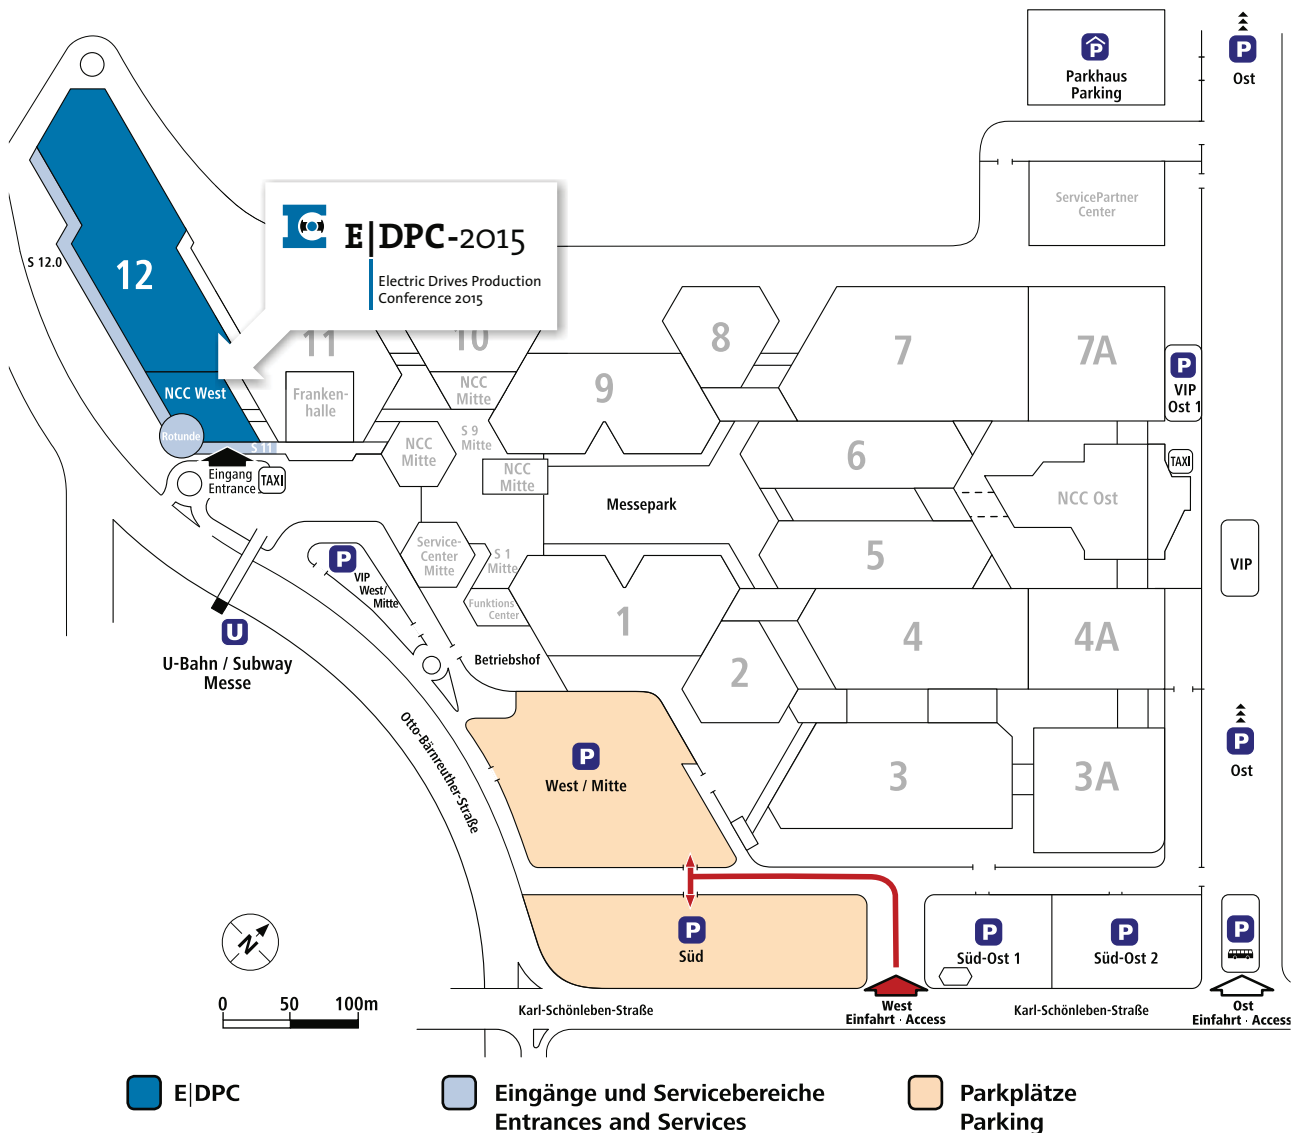 P
Ost
P
Parkhaus
Parking
ServicePartner
Center
E|DPC-2015
Electric Drives Production
Conference 2015
S 12.0
12
11
10
8
7
7A
P
VIP
Ost 1
NCC West
Franken-
halle
NCC
Mitte
9
Rotunde
S 11
Eingang
Entrance
TAXI
NCC
Mitte
S 9
Mitte
NCC
Mitte
6
TAXI
NCC Ost
Messepark
P
VIP
West/
Mitte
Service-
Center
Mitte
S 1
Mitte
5
VIP
Funktions
Center
1
4
4A
U
U-Bahn / Subway
Messe
Betriebshof
2
Otto-Bärnreuther-Straße
P
West / Mitte
3
3A
P
Ost
P
Süd
P
Süd-Ost 1
P
Süd-Ost 2
P
N
0 50 100m
Karl-Schönleben-Straße
West
Einfahrt · Access
Karl-Schönleben-Straße
Ost
Einfahrt · Access
E|DPC
Eingänge und Servicebereiche
Entrances and Services
Parkplätze
Parking